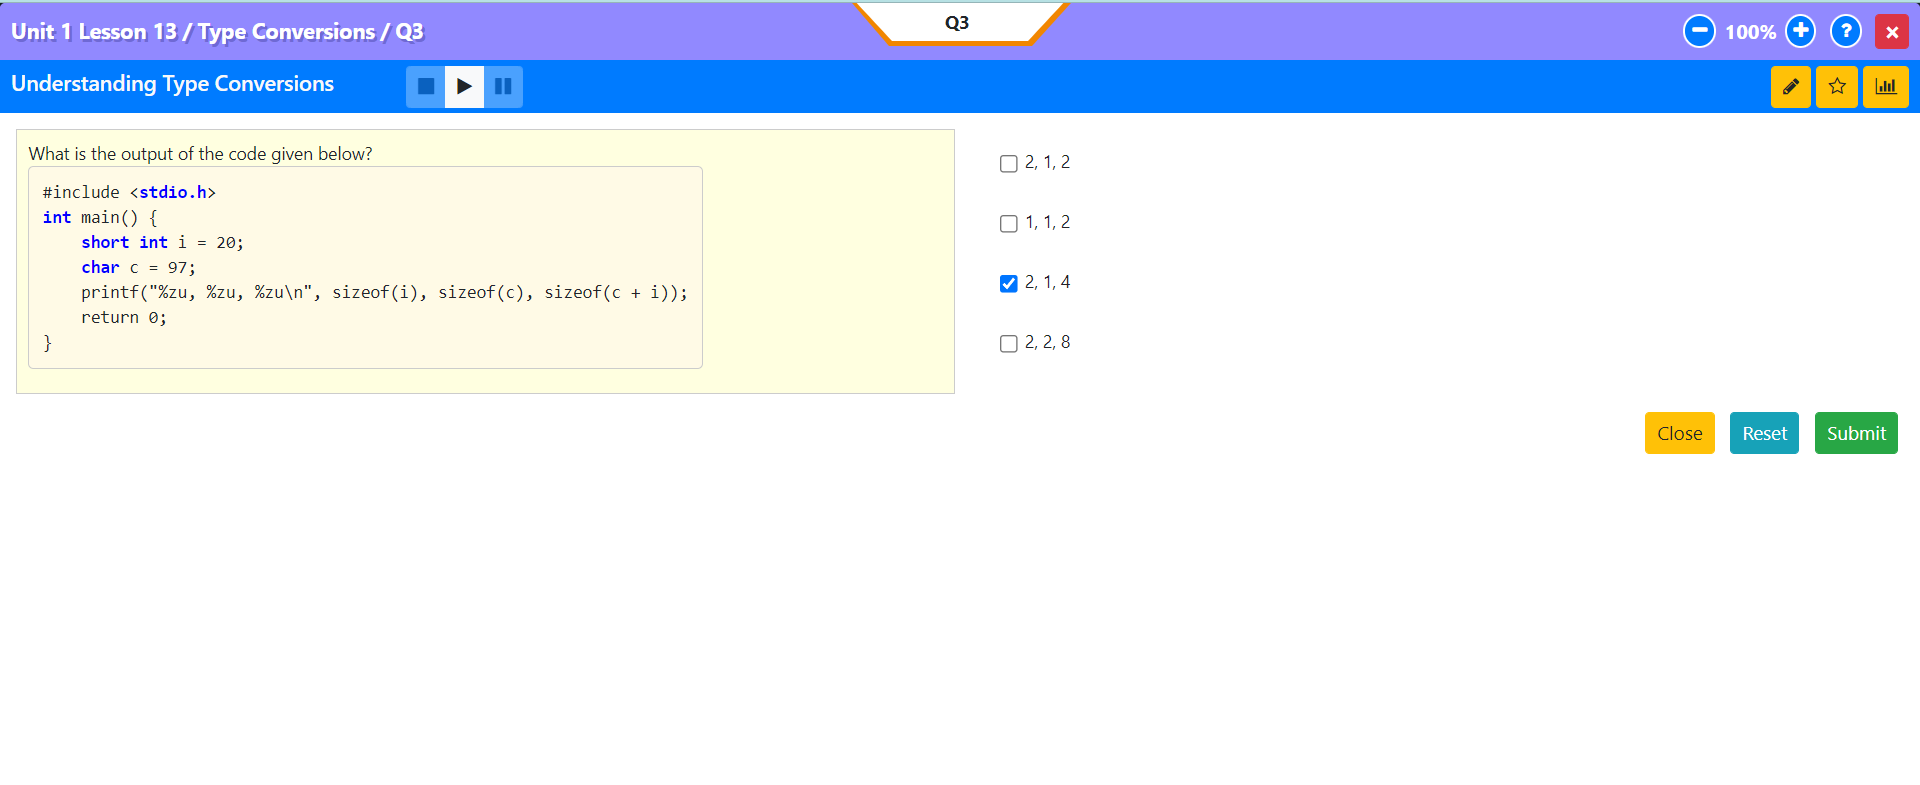 Q3
Unit 1 Lesson 13 / Type Conversions / Q3
100%
?
Understanding Type Conversions
What is the output of the code given below?
#include <stdio.h>
int main() {
    short int i = 20;
    char c = 97;
    printf("%zu, %zu, %zu\n", sizeof(i), sizeof(c), sizeof(c + i));
    return 0;
}
2, 1, 2
1, 1, 2
2, 1, 4
2, 2, 8
Close
Reset
Submit